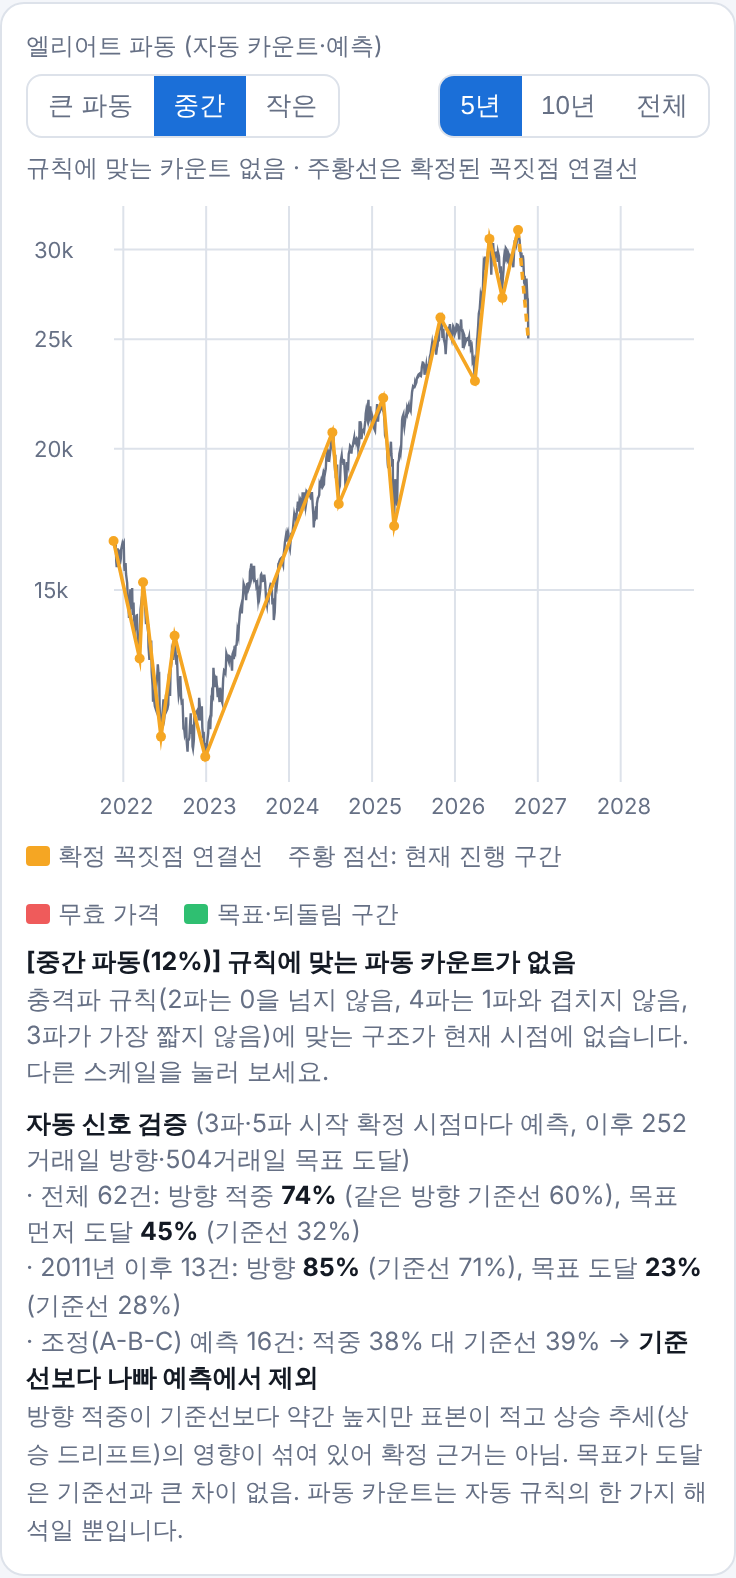 엘리어트 파동 (자동 카운트·예측)
큰 파동 중간 작은 5년 10년 전체
규칙에 맞는 카운트 없음 · 주황선은 확정된 꼭짓점 연결선
30k
25k
20k
15k
2022 2023 2024 2025 2026 2027 2028
확정 꼭짓점 연결선 주황 점선: 현재 진행 구간
무효 가격 목표·되돌림 구간
[중간 파동(12%)] 규칙에 맞는 파동 카운트가 없음
충격파 규칙(2파는 0을 넘지 않음, 4파는 1파와 겹치지 않음,
3파가 가장 짧지 않음)에 맞는 구조가 현재 시점에 없습니다.
다른 스케일을 눌러 보세요.
자동 신호 검증 (3파·5파 시작 확정 시점마다 예측, 이후 252
거래일 방향·504거래일 목표 도달)
· 전체 62건: 방향 적중 74% (같은 방향 기준선 60%), 목표
먼저 도달 45% (기준선 32%)
· 2011년 이후 13건: 방향 85% (기준선 71%), 목표 도달 23%
(기준선 28%)
· 조정(A-B-C) 예측 16건: 적중 38% 대 기준선 39% → 기준
선보다 나빠 예측에서 제외
방향 적중이 기준선보다 약간 높지만 표본이 적고 상승 추세(상
승 드리프트)의 영향이 섞여 있어 확정 근거는 아님. 목표가 도달
은 기준선과 큰 차이 없음. 파동 카운트는 자동 규칙의 한 가지 해
석일 뿐입니다.